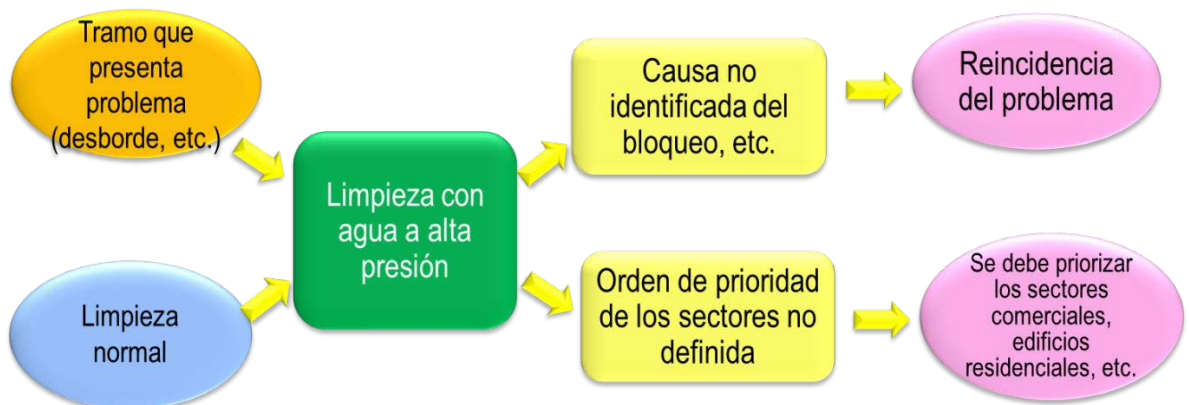 Tramo que
presenta
problema
(desborde, etc.)
Limpieza
normal
Limpieza con
agua a alta
presión
Causa no
identificada del
bloqueo, etc.
Orden de prioridad
de los sectores no
definida
Reincidencia
del problema
Se debe priorizar
los sectores
comerciales,
edificios
residenciales, etc.